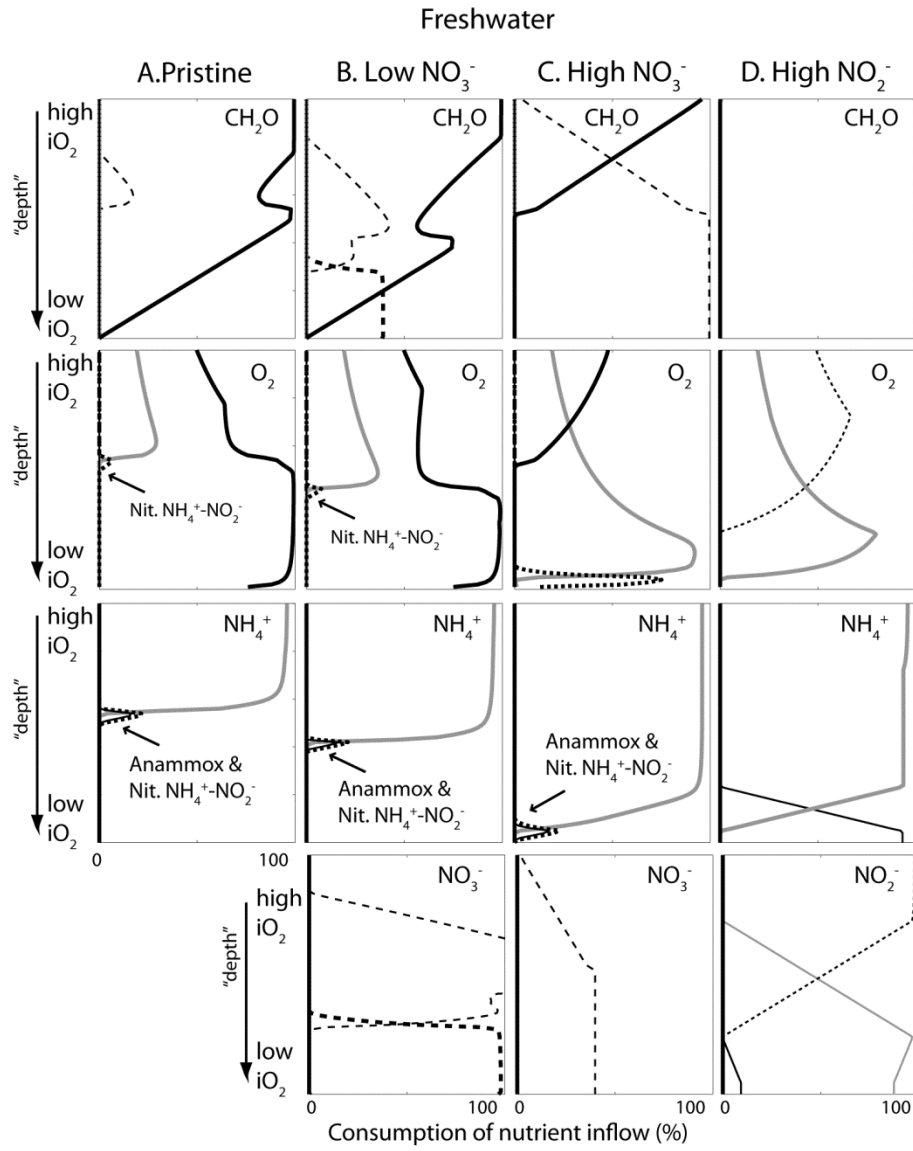 Freshwater
A.Pristine
B. Low NO₃⁻
C. High NO₃⁻
D. High NO₂⁻
high
iO₂
"depth"
low
iO₂
CH₂O
CH₂O
CH₂O
CH₂O
high
iO₂
"depth"
low
iO₂
O₂
Nit. NH₄⁺-NO₂⁻
O₂
Nit. NH₄⁺-NO₂⁻
O₂
O₂
high
iO₂
"depth"
low
iO₂
NH₄⁺
Anammox &
Nit. NH₄⁺-NO₂⁻
NH₄⁺
Anammox &
Nit. NH₄⁺-NO₂⁻
NH₄⁺
Anammox &
Nit. NH₄⁺-NO₂⁻
NH₄⁺
0 100
high
iO₂
"depth"
low
iO₂
NO₃⁻
NO₃⁻
NO₂⁻
0 100
0 100
0 100
Consumption of nutrient inflow (%)